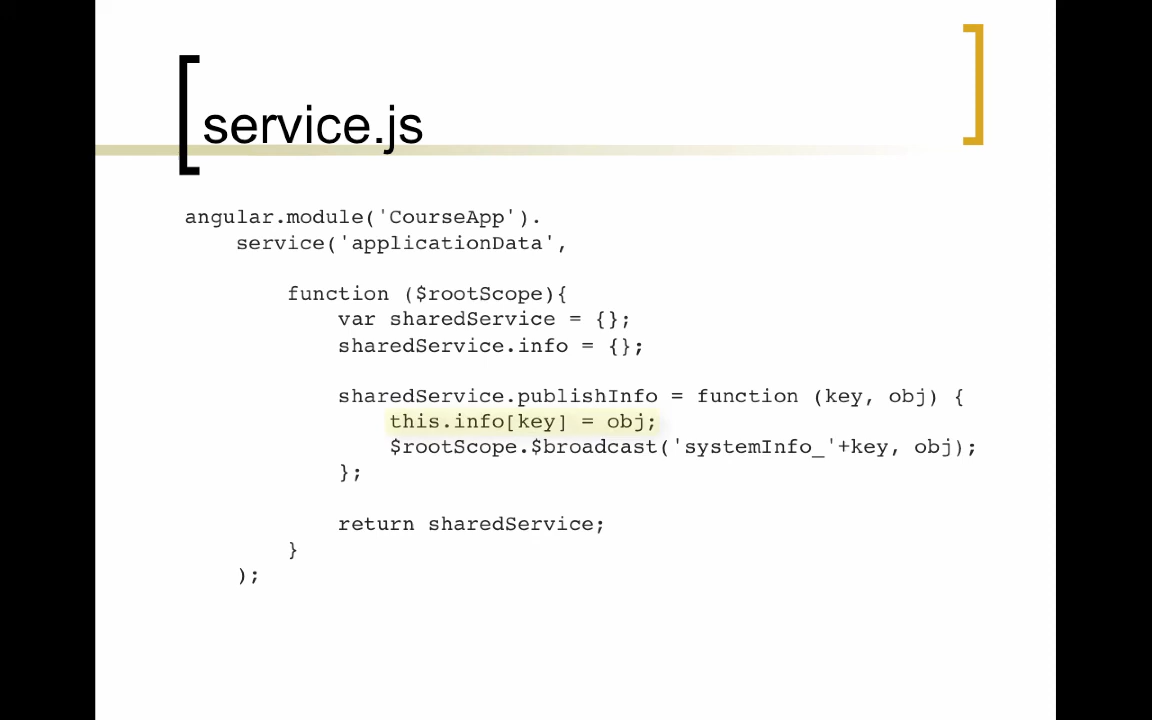 service.js
angular.module('CourseApp').
    service('applicationData',
        function ($rootScope){
            var sharedService = {};
            sharedService.info = {};
            sharedService.publishInfo = function (key, obj) {
                this.info[key] = obj;
                $rootScope.$broadcast('systemInfo_'+key, obj);
            };
            return sharedService;
        }
    );